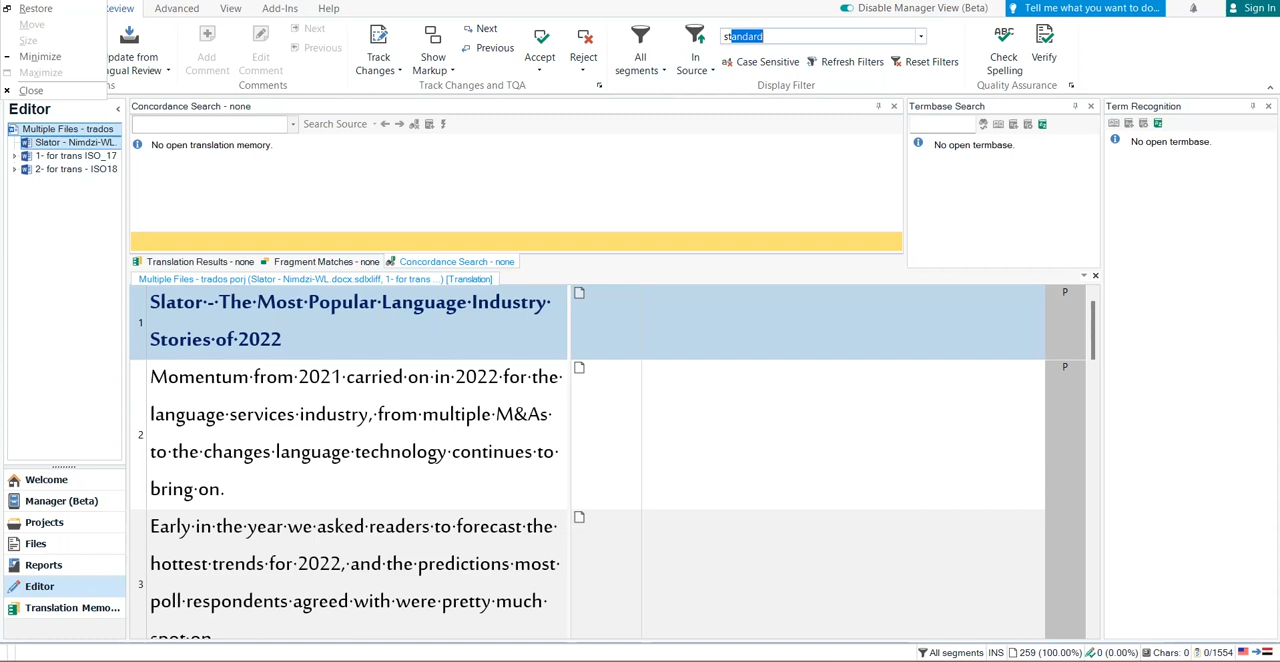 Restore
Move
Size
Minimize
Maximize
Close
eview
Advanced
View
Add-Ins
Help
Disable Manager View (Beta)
Tell me what you want to do...
Sign In
pdate from
ngual Review
ns
Add
Comment
Edit
Comment
Next
Previous
Comments
Track
Changes
Show
Markup
Next
Previous
Accept
Reject
Track Changes and TQA
All
segments
In
Source
standard
Case Sensitive
Refresh Filters
Reset Filters
Display Filter
ABC
Check
Spelling
Verify
Quality Assurance
Editor
Multiple Files - trados
Slator - Nimdzi-WL.
1- for trans ISO_17
2- for trans - ISO18
Welcome
Manager (Beta)
Projects
Files
Reports
Editor
Translation Memo...
Concordance Search - none
Search Source
No open translation memory.
Translation Results - none
Fragment Matches - none
Concordance Search - none
Termbase Search
No open termbase.
Term Recognition
No open termbase.
Multiple Files - trados porj (Slator - Nimdzi-WL.docx.sdlxliff, 1- for trans ...) [Translation]
1
Slator·-·The·Most·Popular·Language·Industry·
Stories·of·2022
P
2
Momentum·from·2021·carried·on·in·2022·for·the·
language·services·industry,·from·multiple·M&As·
to·the·changes·language·technology·continues·to·
bring·on.
P
3
Early·in·the·year·we·asked·readers·to·forecast·the·
hottest·trends·for·2022,·and·the·predictions·most·
poll·respondents·agreed·with·were·pretty·much·
spot·on
All segments
INS
259 (100.00%)
0 (0.00%)
Chars: 0
0/1554